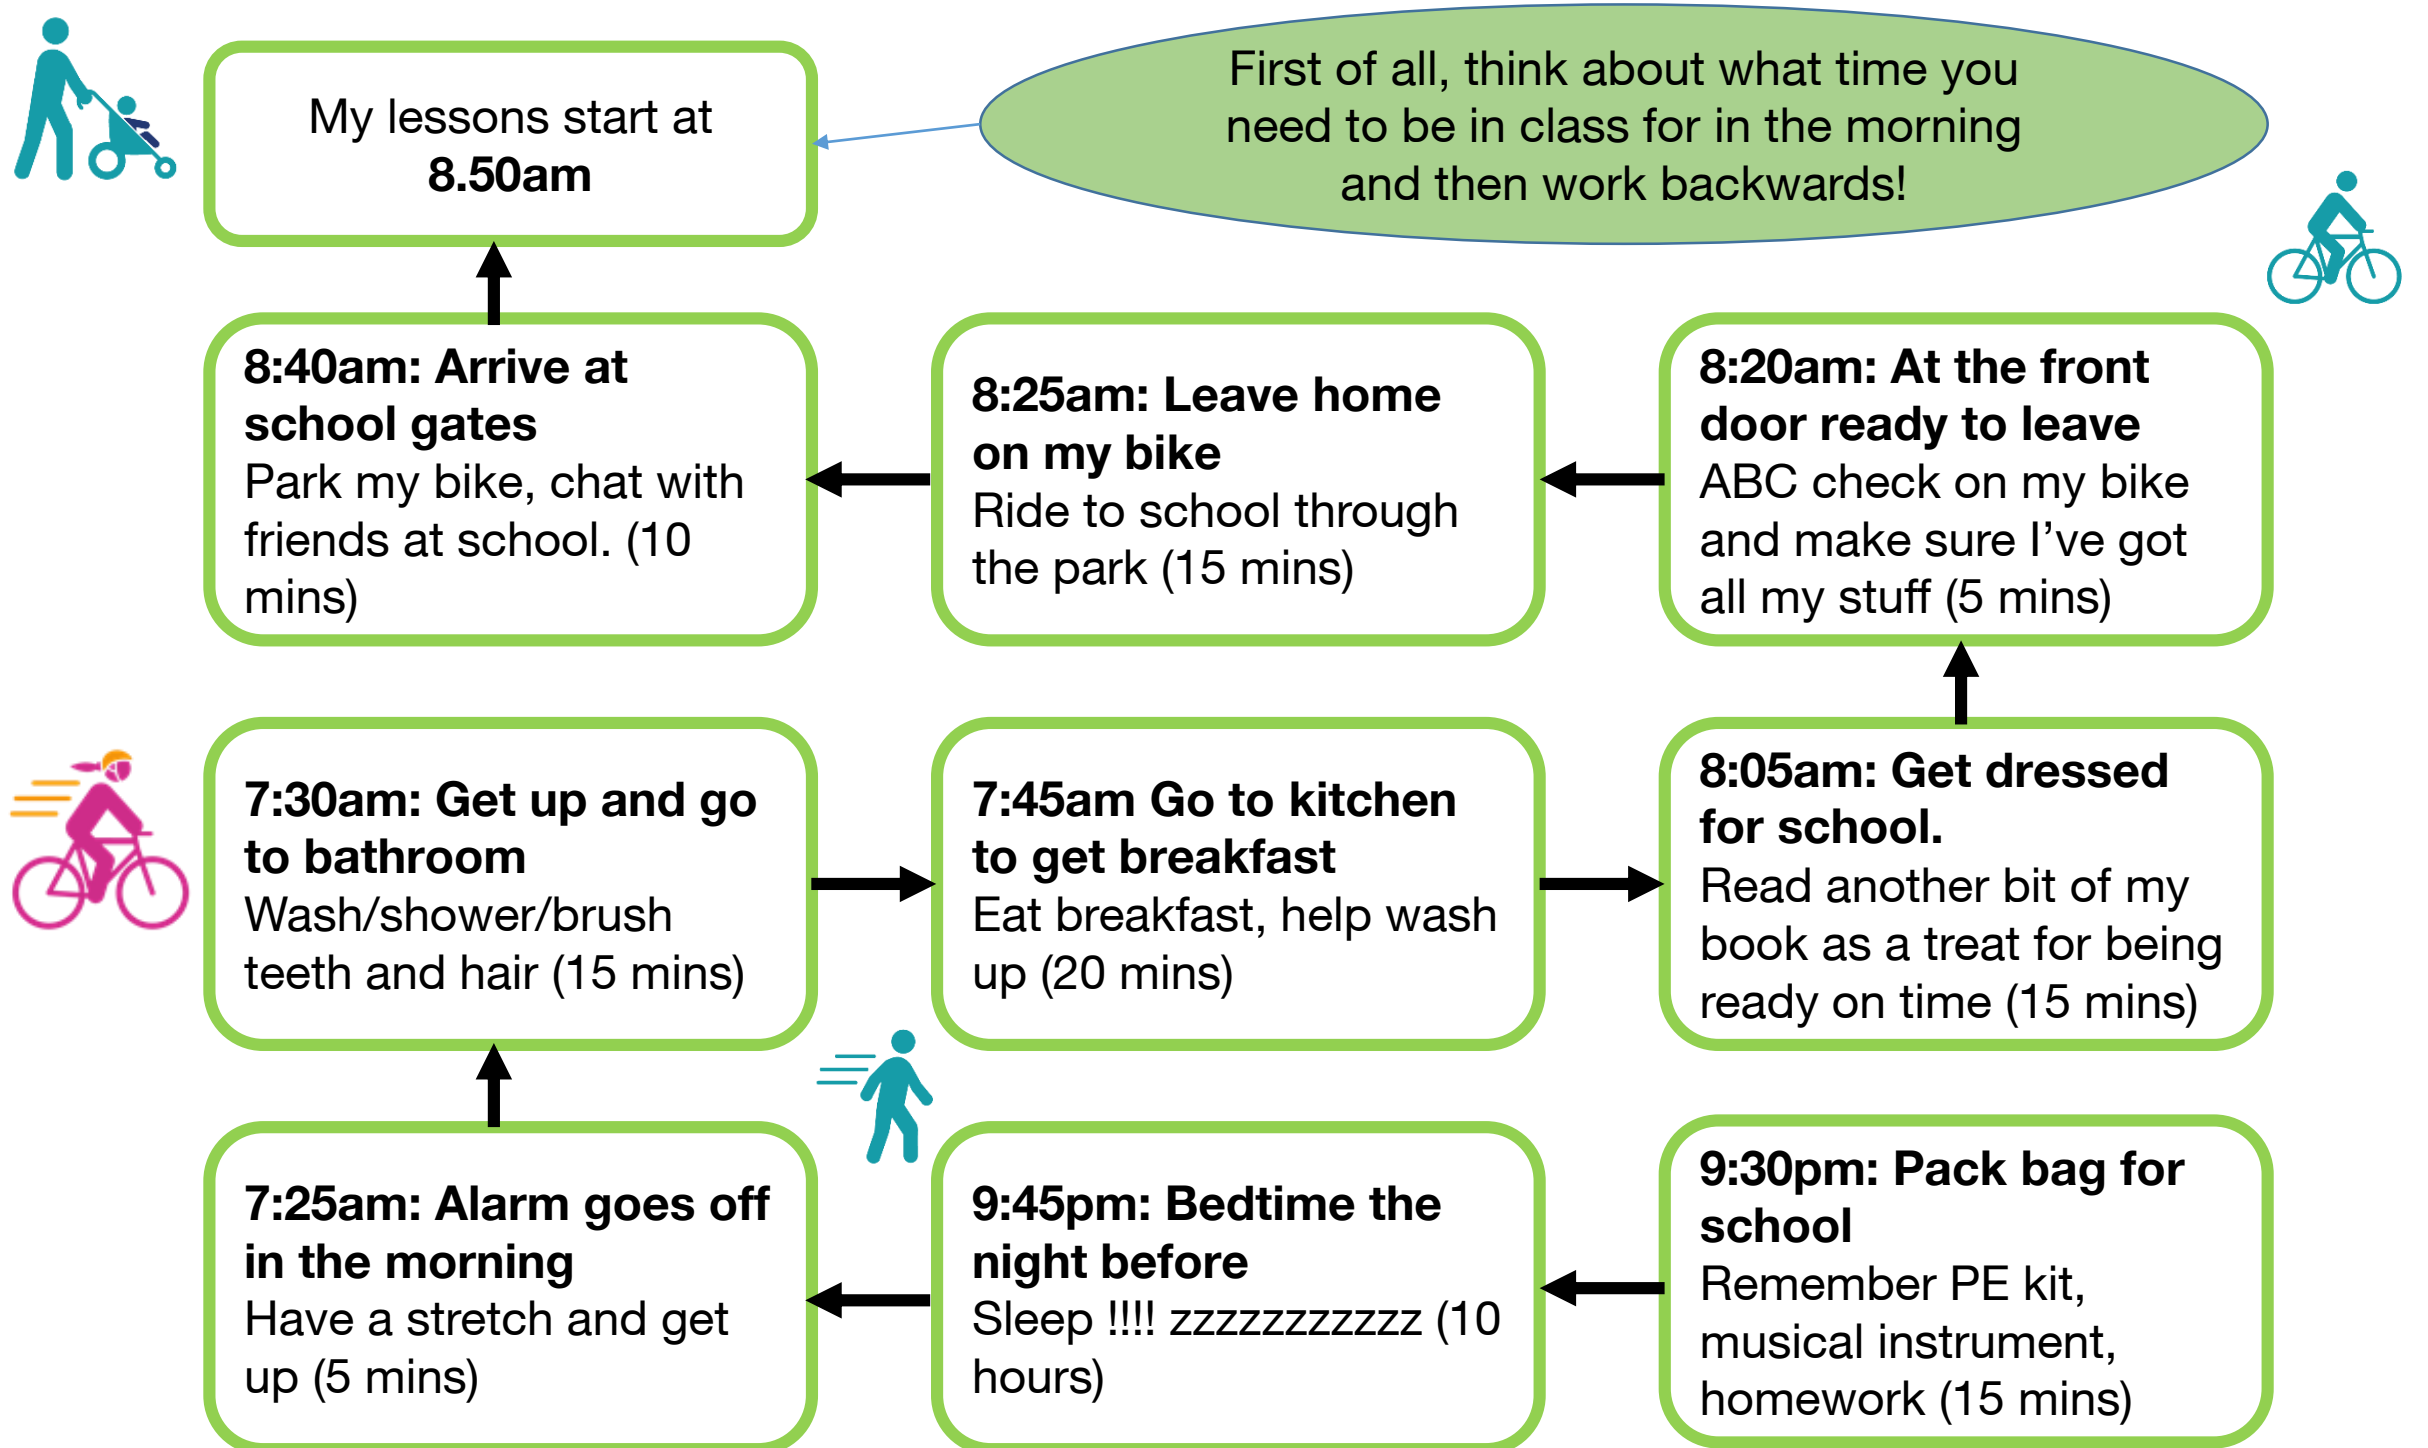 My lessons start at
8.50am
First of all, think about what time you
need to be in class for in the morning
and then work backwards!
8:40am: Arrive at
school gates
Park my bike, chat with
friends at school. (10
mins)
8:25am: Leave home
on my bike
Ride to school through
the park (15 mins)
8:20am: At the front
door ready to leave
ABC check on my bike
and make sure I’ve got
all my stuff (5 mins)
7:30am: Get up and go
to bathroom
Wash/shower/brush
teeth and hair (15 mins)
7:45am Go to kitchen
to get breakfast
Eat breakfast, help wash
up (20 mins)
8:05am: Get dressed
for school.
Read another bit of my
book as a treat for being
ready on time (15 mins)
7:25am: Alarm goes off
in the morning
Have a stretch and get
up (5 mins)
9:45pm: Bedtime the
night before
Sleep !!!! zzzzzzzzzzz (10
hours)
9:30pm: Pack bag for
school
Remember PE kit,
musical instrument,
homework (15 mins)